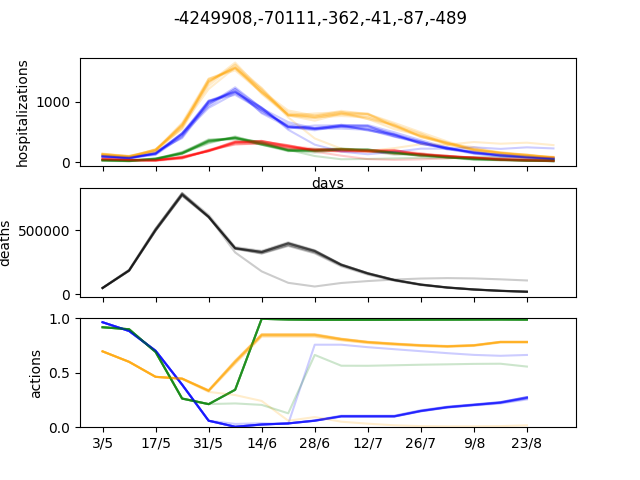 -4249908,-70111,-362,-41,-87,-489
hospitalizations
1000
0
days
deaths
500000
0
actions
1.0
0.5
0.0
3/5 17/5 31/5 14/6 28/6 12/7 26/7 9/8 23/8